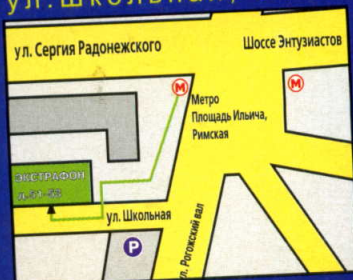 ул. Школьная,
ул. Сергия Радонежского
Шоссе Энтузиастов
М
М
Метро
Площадь Ильича,
Римская
ЭКСТРАФОН
ул. Школьная
Р
ул. Рогожский вал